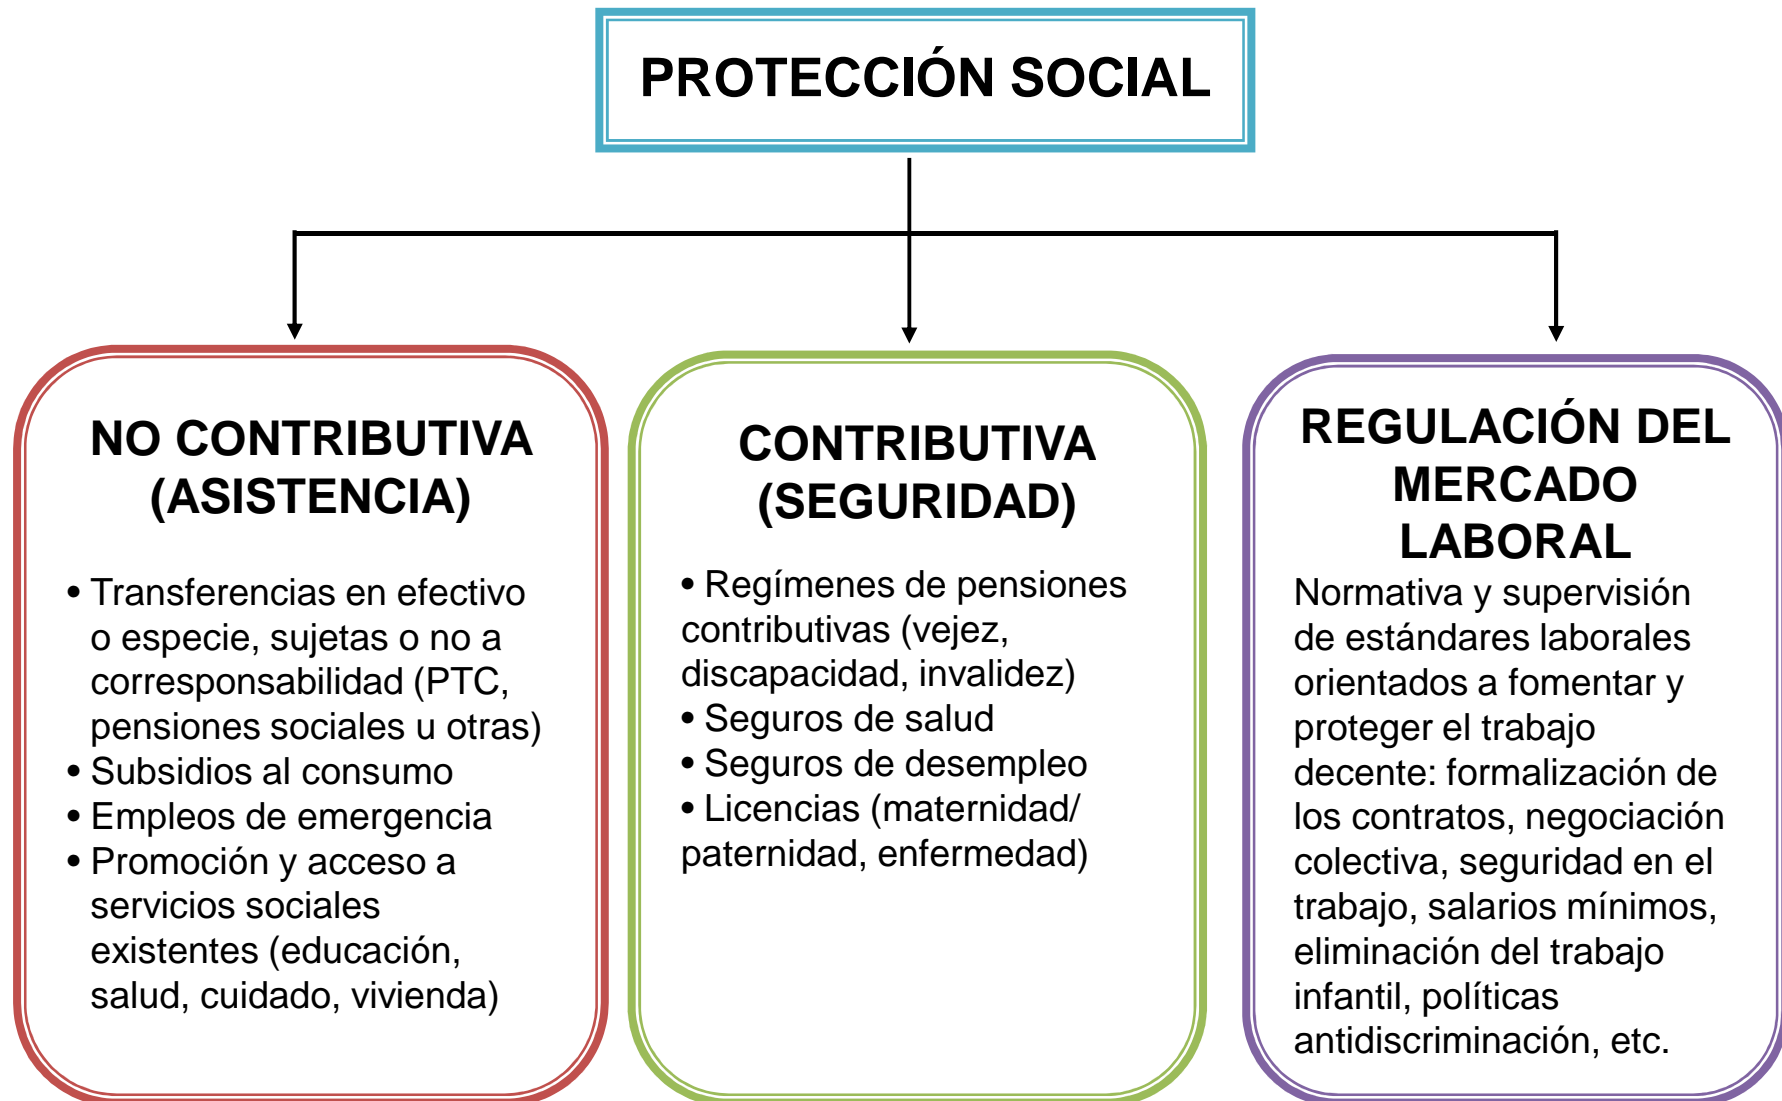 PROTECCIÓN SOCIAL
NO CONTRIBUTIVA
(ASISTENCIA)
• Transferencias en efectivo
o especie, sujetas o no a
corresponsabilidad (PTC,
pensiones sociales u otras)
• Subsidios al consumo
• Empleos de emergencia
• Promoción y acceso a
servicios sociales
existentes (educación,
salud, cuidado, vivienda)
CONTRIBUTIVA
(SEGURIDAD)
• Regímenes de pensiones
contributivas (vejez,
discapacidad, invalidez)
• Seguros de salud
• Seguros de desempleo
• Licencias (maternidad/
paternidad, enfermedad)
REGULACIÓN DEL
MERCADO
LABORAL
Normativa y supervisión
de estándares laborales
orientados a fomentar y
proteger el trabajo
decente: formalización de
los contratos, negociación
colectiva, seguridad en el
trabajo, salarios mínimos,
eliminación del trabajo
infantil, políticas
antidiscriminación, etc.